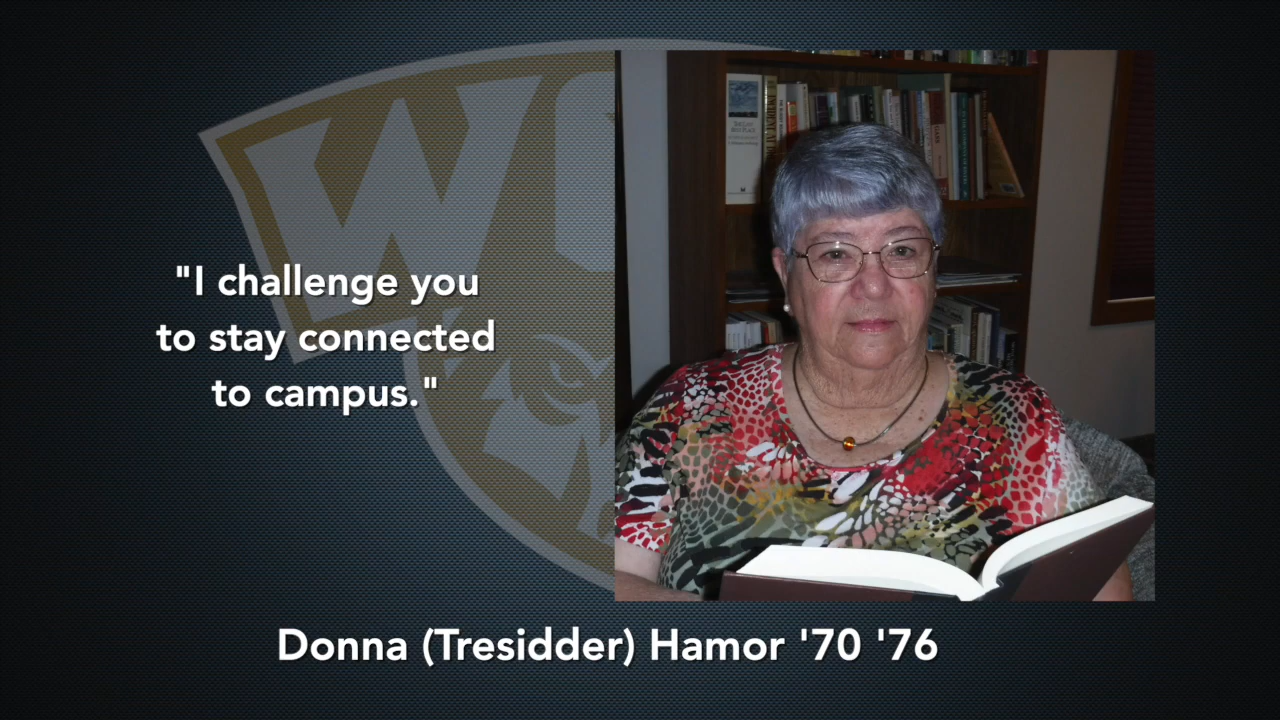 "I challenge you
to stay connected
to campus."
Donna (Tresidder) Hamor '70 '76